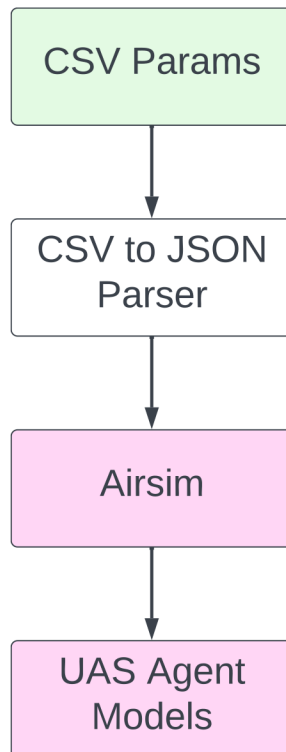 CSV Params
CSV to JSON
Parser
Airsim
UAS Agent
Models